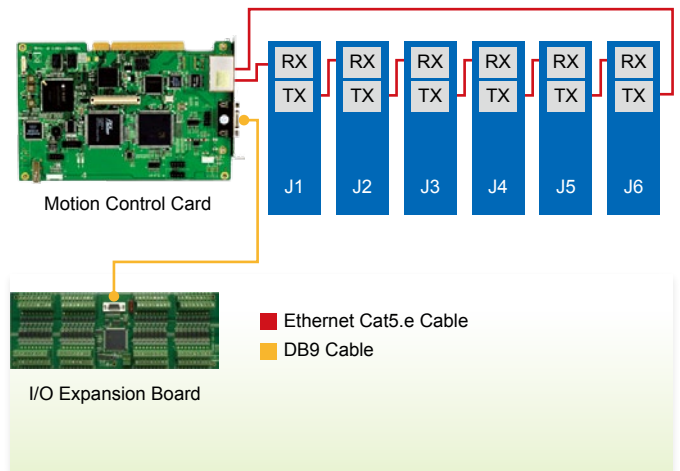 RX RX RX RX RX RX
TX TX TX TX TX TX
J1 J2 J3 J4 J5 J6
Motion Control Card
Ethernet Cat5.e Cable
DB9 Cable
I/O Expansion Board